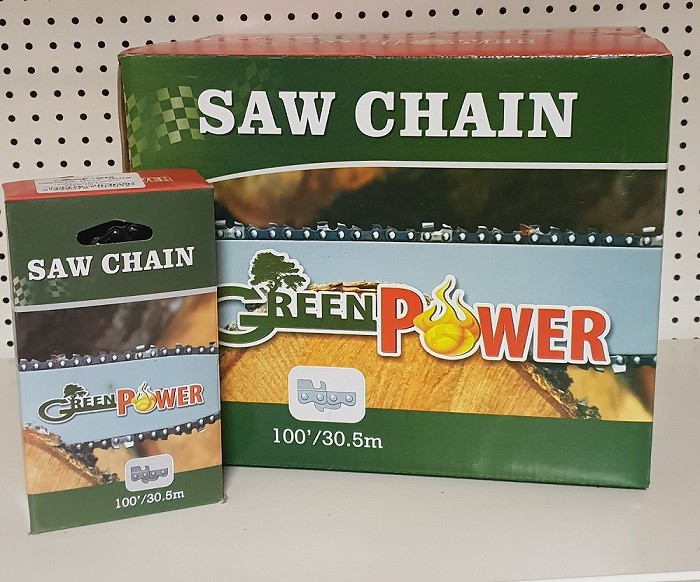 SAW CHAIN
GREEN POWER
100'/30.5m
SAW CHAIN
GREEN POWER
100'/30.5m